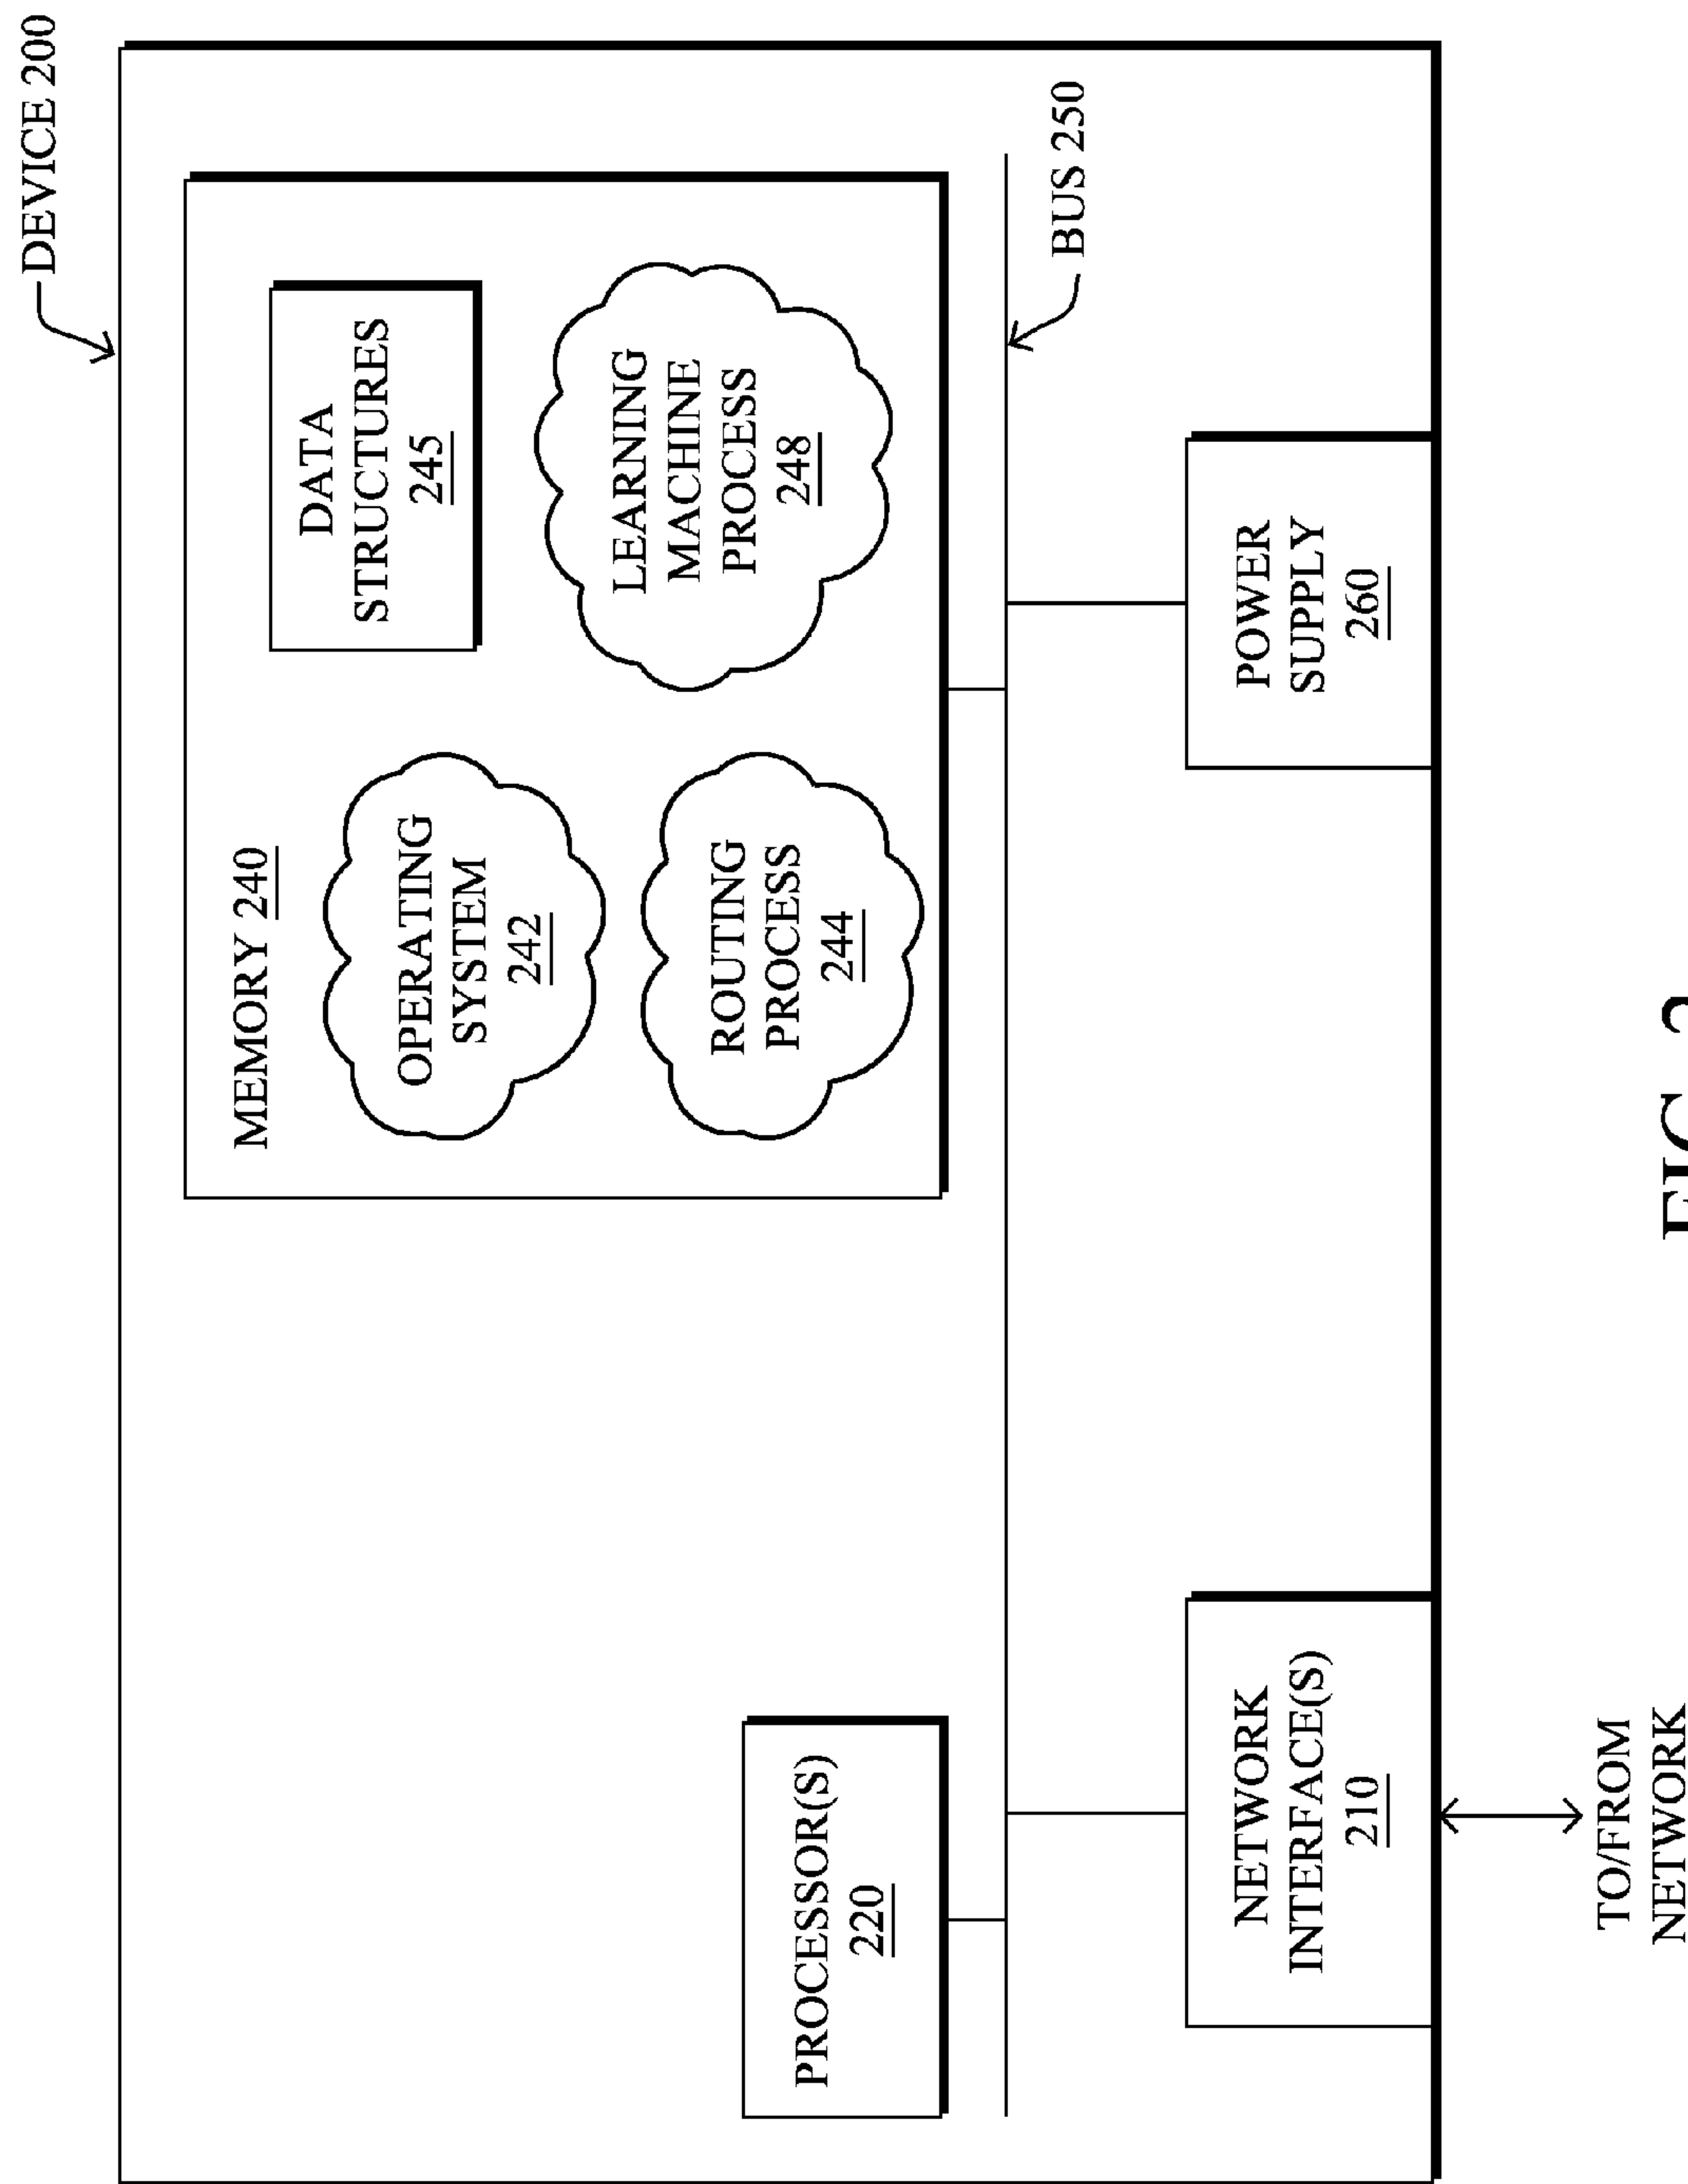 DEVICE 200
MEMORY 240
OPERATING
SYSTEM
242
DATA
STRUCTURES
245
ROUTING
PROCESS
244
LEARNING
MACHINE
PROCESS
248
PROCESSOR(S)
220
BUS 250
NETWORK
INTERFACE(S)
210
POWER
SUPPLY
260
TO/FROM
NETWORK